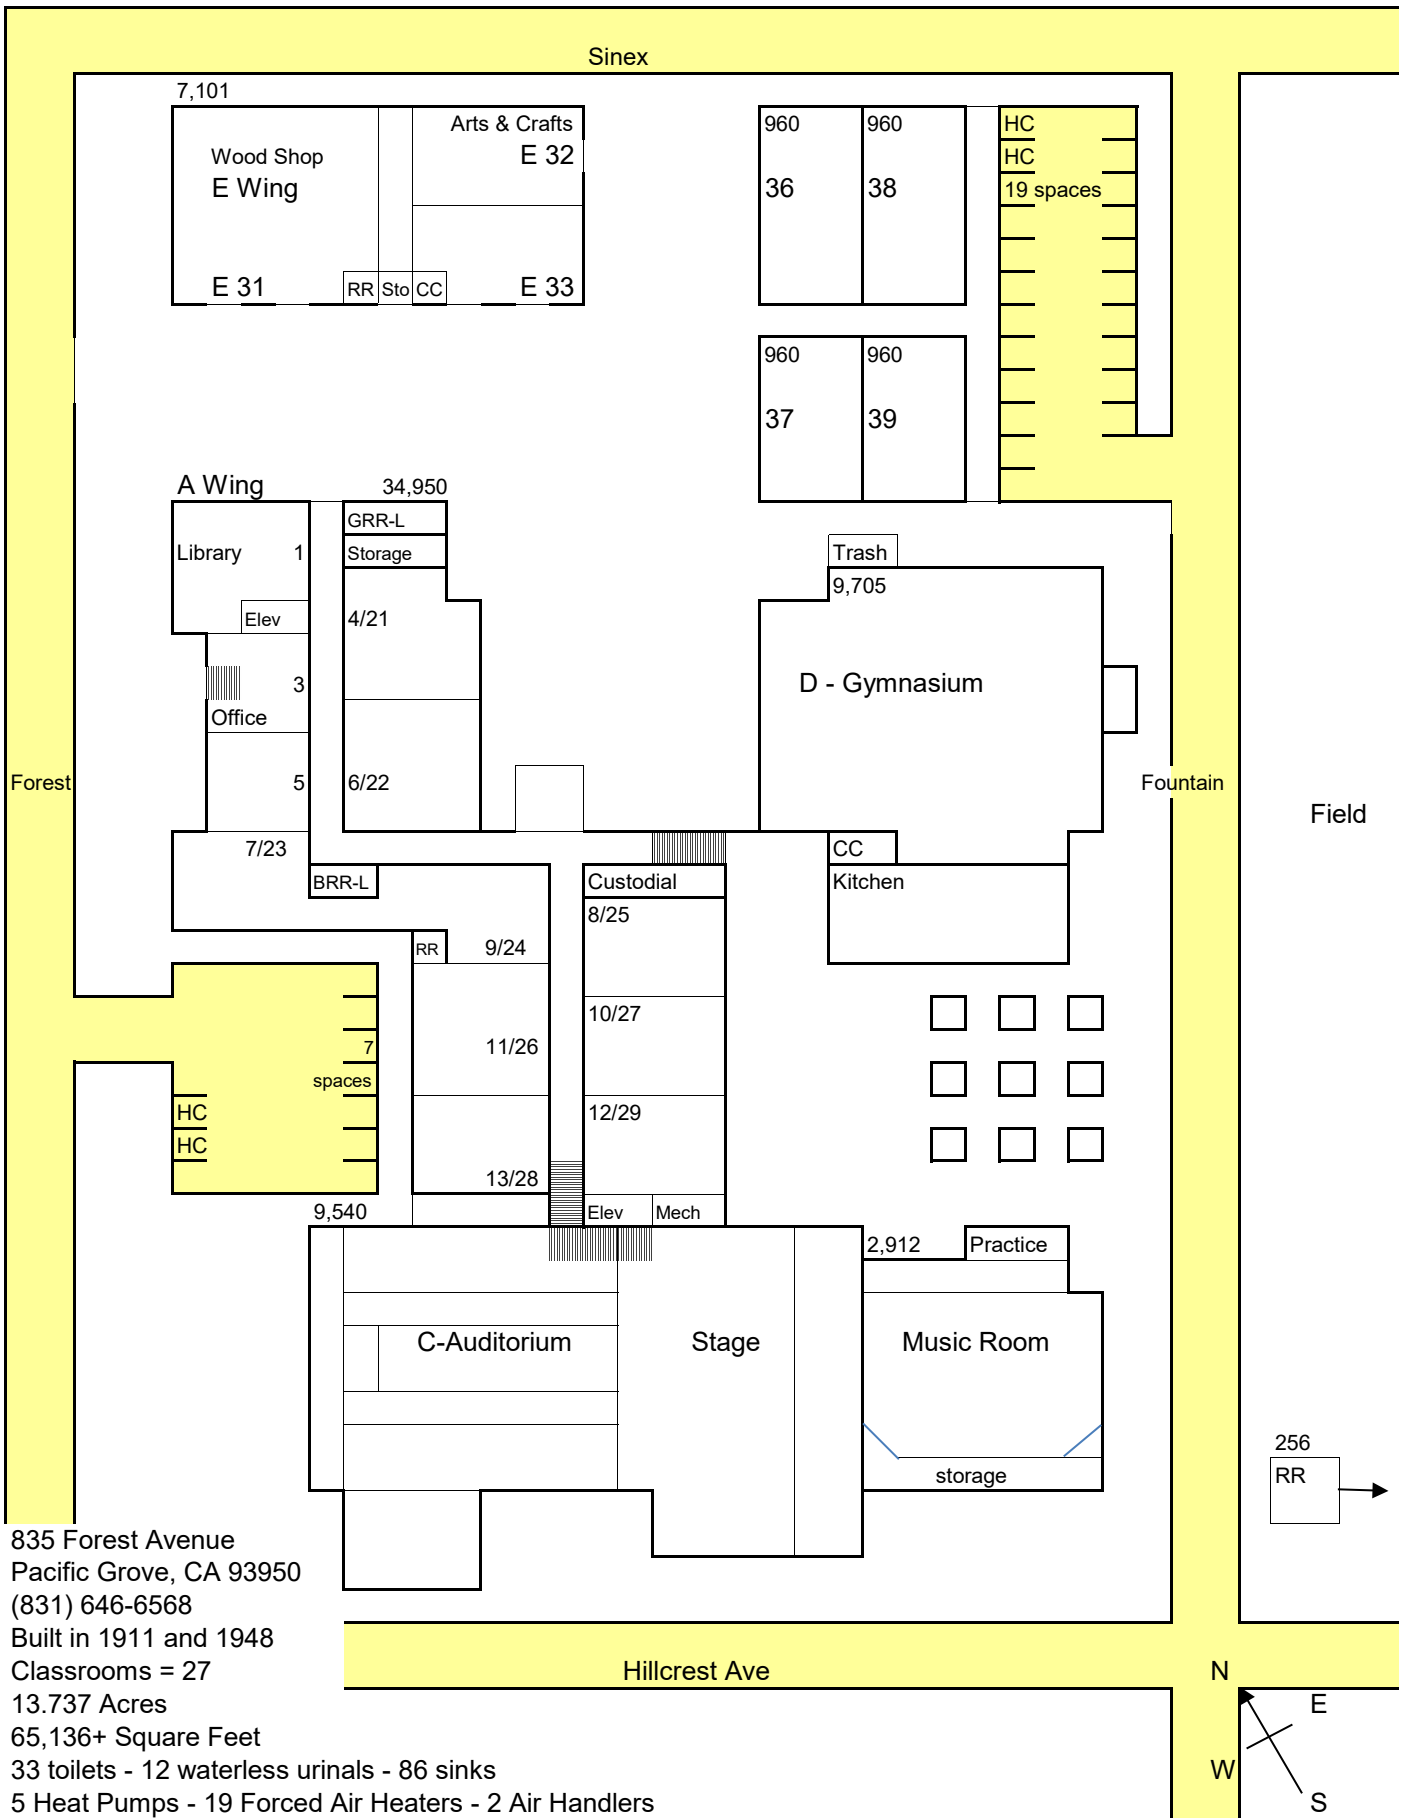 Sinex
7,101
Arts & Crafts
960
960
HC
Wood Shop
E 32
HC
E Wing
36
38
19 spaces
E 31
RR
Sto
CC
E 33
960
960
37
39
A Wing
34,950
GRR-L
Library
1
Storage
Trash
9,705
Elev
4/21
3
D - Gymnasium
Office
Forest
5
6/22
Fountain
Field
7/23
CC
BRR-L
Custodial
Kitchen
8/25
RR
9/24
10/27
7
11/26
spaces
HC
12/29
HC
13/28
9,540
Elev
Mech
2,912
Practice
C-Auditorium
Stage
Music Room
256
storage
RR
835 Forest Avenue
Pacific Grove, CA 93950
(831) 646-6568
Built in 1911 and 1948
Classrooms = 27
Hillcrest Ave
N
13.737 Acres
E
65,136+ Square Feet
33 toilets - 12 waterless urinals - 86 sinks
W
5 Heat Pumps - 19 Forced Air Heaters - 2 Air Handlers
S